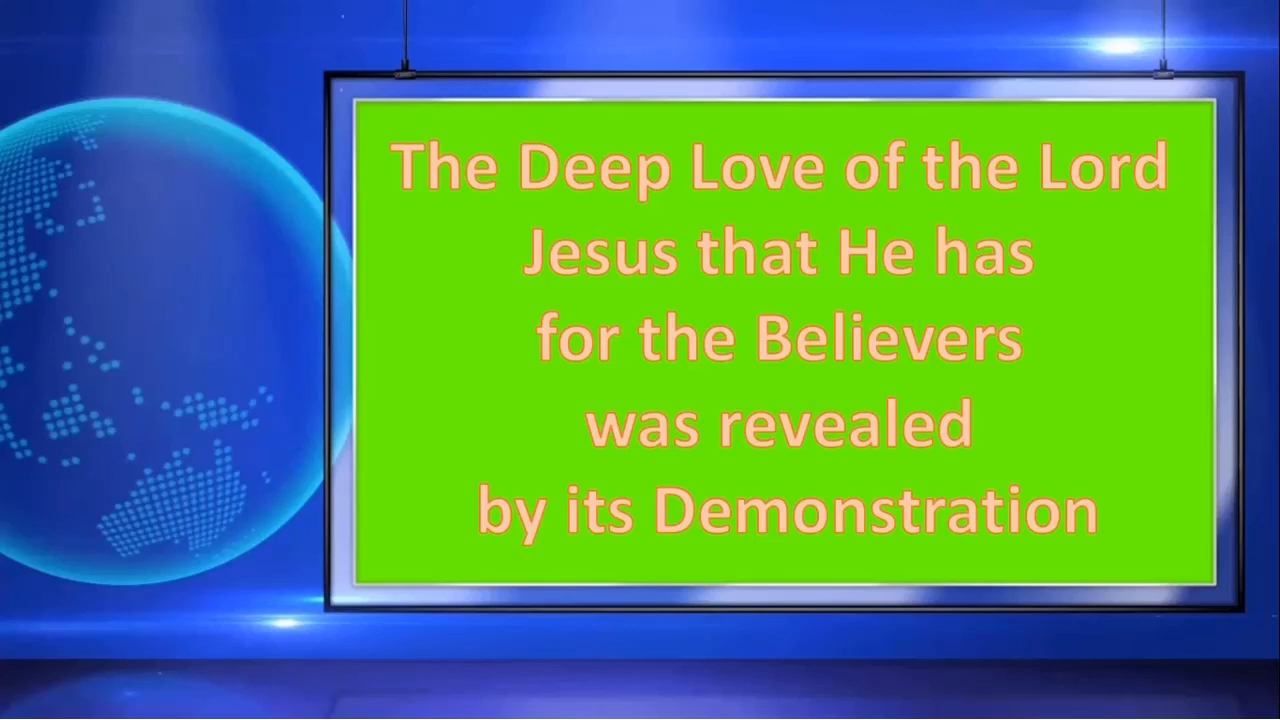 The Deep Love of the Lord
Jesus that He has
for the Believers
was revealed
by its Demonstration